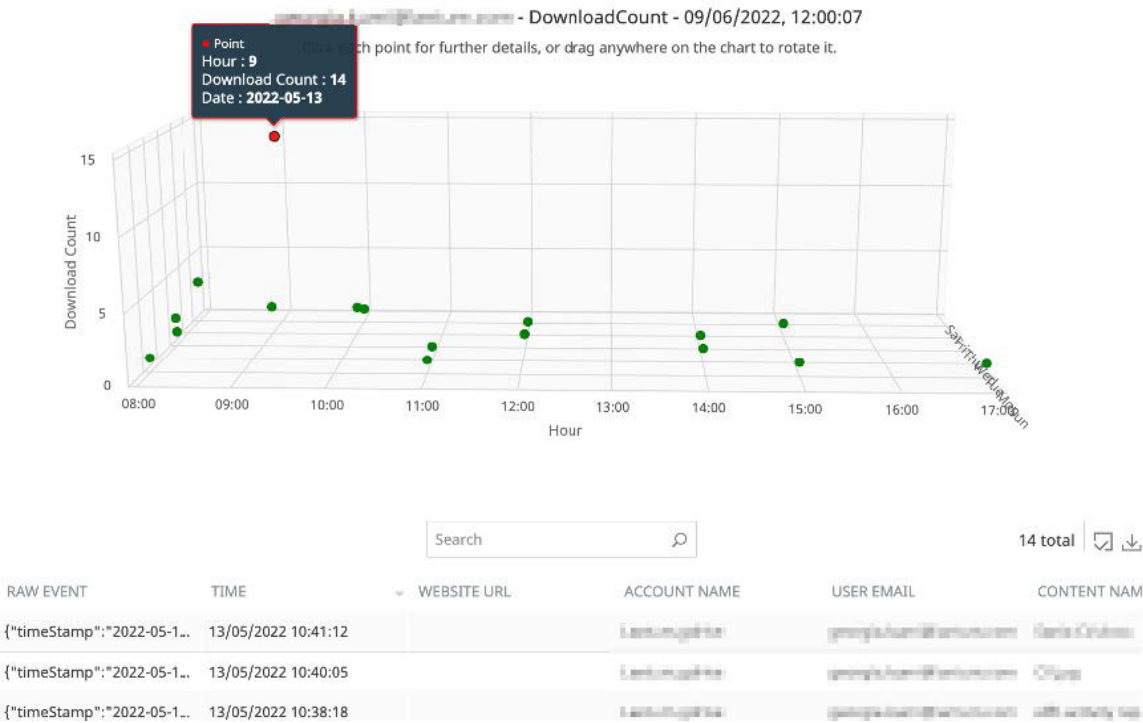 - DownloadCount - 09/06/2022, 12:00:07
ch point for further details, or drag anywhere on the chart to rotate it.
Point
Hour : 9
Download Count : 14
Date : 2022-05-13
15
10
5
0
Download Count
08:00
09:00
10:00
11:00
12:00
13:00
14:00
15:00
16:00
17:00
Hour
Search
14 total
RAW EVENT TIME WEBSITE URL ACCOUNT NAME USER EMAIL CONTENT NAM
{"timeStamp":"2022-05-1... 13/05/2022 10:41:12
{"timeStamp":"2022-05-1... 13/05/2022 10:40:05
{"timeStamp":"2022-05-1... 13/05/2022 10:38:18